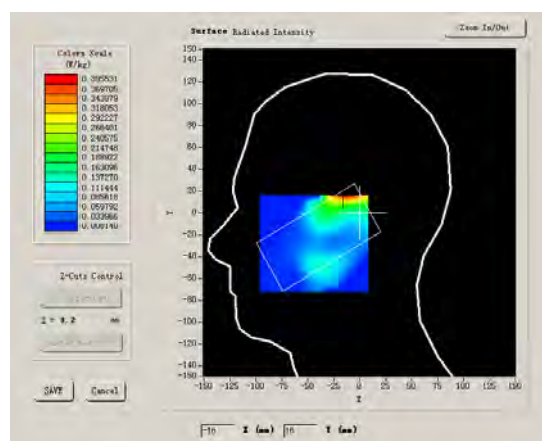 Surface Radiated Intensity
Zoom In/Out
Colors Scale
(W/kg)
0.395531
0.369705
0.343879
0.318053
0.292227
0.266401
0.240575
0.214748
0.188922
0.163096
0.137270
0.111444
0.085618
0.059792
0.033966
0.008140
150
140
120
100
80
60
40
20
0
-20
-40
-60
-80
-100
-120
-140
-150
Y
-150 -125 -100 -75 -50 -25 0 25 50 75 100 125 150
X
Z-Cuts Control
Z = 4.2 mm
SAVE
Cancel
-16 X (mm) 16 Y (mm)